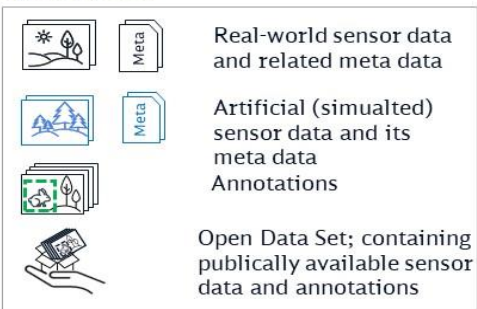 Meta
Real-world sensor data
and related meta data
Meta
Artificial (simualted)
sensor data and its
meta data
Annotations
Open Data Set; containing
publically available sensor
data and annotations